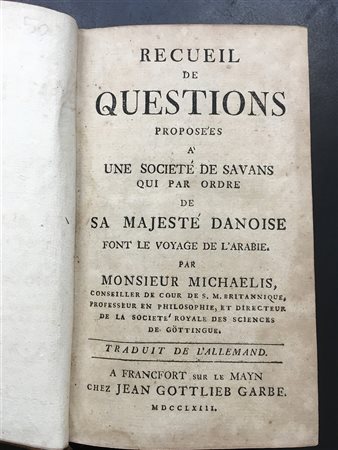 RECUEIL
DE
QUESTIONS
PROPOSÉES
A
UNE SOCIETÉ DE SAVANS
QUI PAR ORDRE
DE
SA MAJESTÉ DANOISE
FONT LE VOYAGE DE L'ARABIE.
PAR
MONSIEUR MICHAELIS,
CONSEILLER DE COUR DE S. M. BRITANNIQUE,
PROFESSEUR EN PHILOSOPHIE, ET DIRECTEUR
DE LA SOCIETÉ ROYALE DES SCIENCES
DE GÖTTINGUE.
TRADUIT DE L'ALLEMAND.
A FRANCFORT SUR LE MAYN
CHEZ JEAN GOTTLIEB GARBE.
MDCCLXIII.